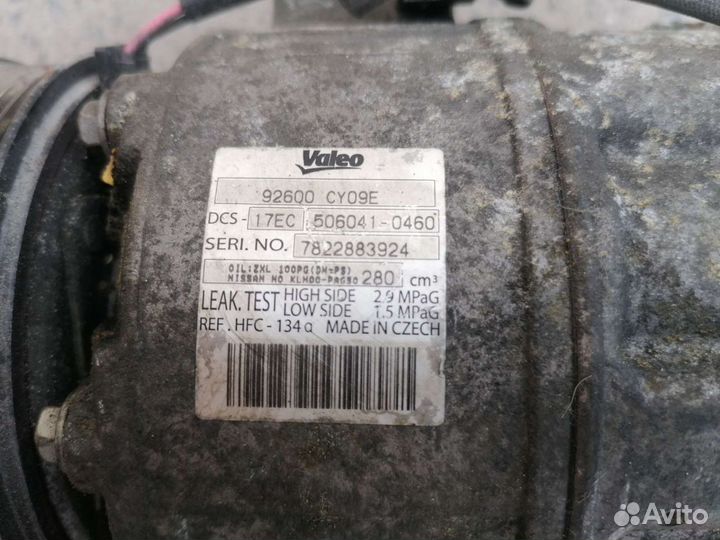 Valeo
92600 CY09E
DCS - 17EC 506041-0460
SERI. NO. 7822883924
OIL:ZXL 100PG(DH-PS)
NISSAN NO KLH00-PAGS0 280 cm³
LEAK. TEST HIGH SIDE 2.9 MPaG
LOW SIDE 1.5 MPaG
REF. HFC - 134a MADE IN CZECH
Avito